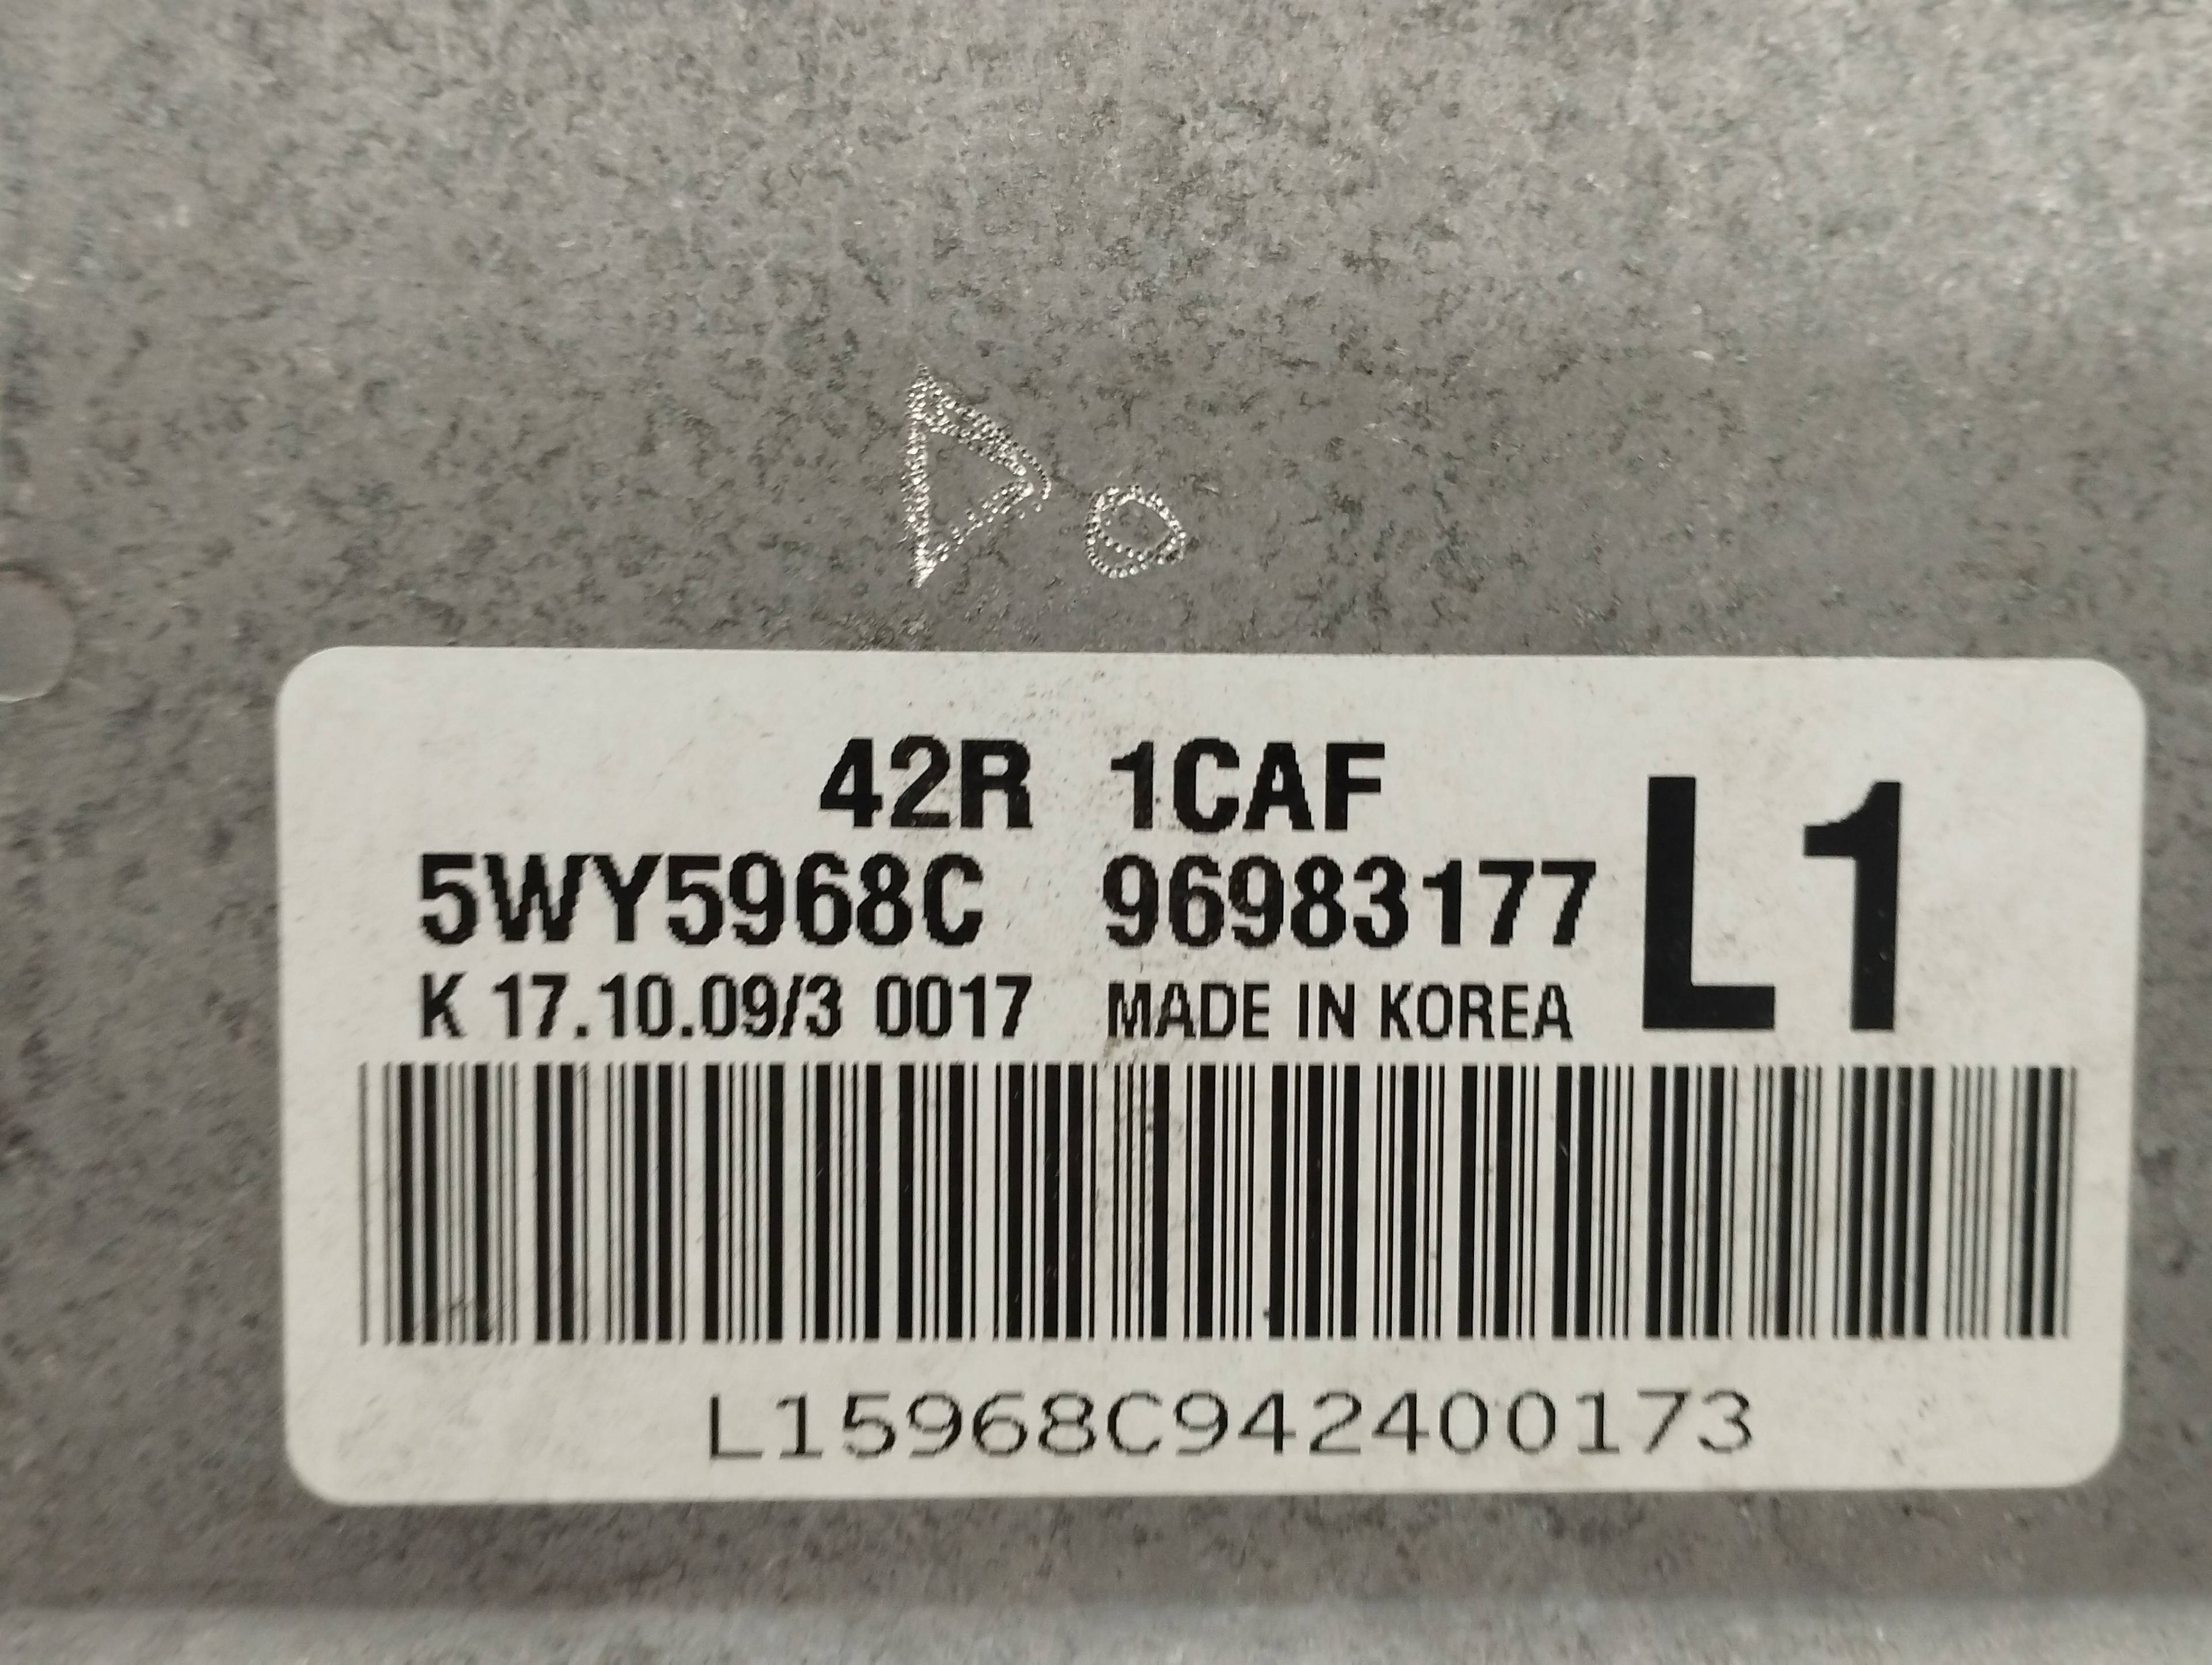 42R 1CAF
5WY5968C 96983177 L1
K 17.10.09/3 0017 MADE IN KOREA
L15968C942400173